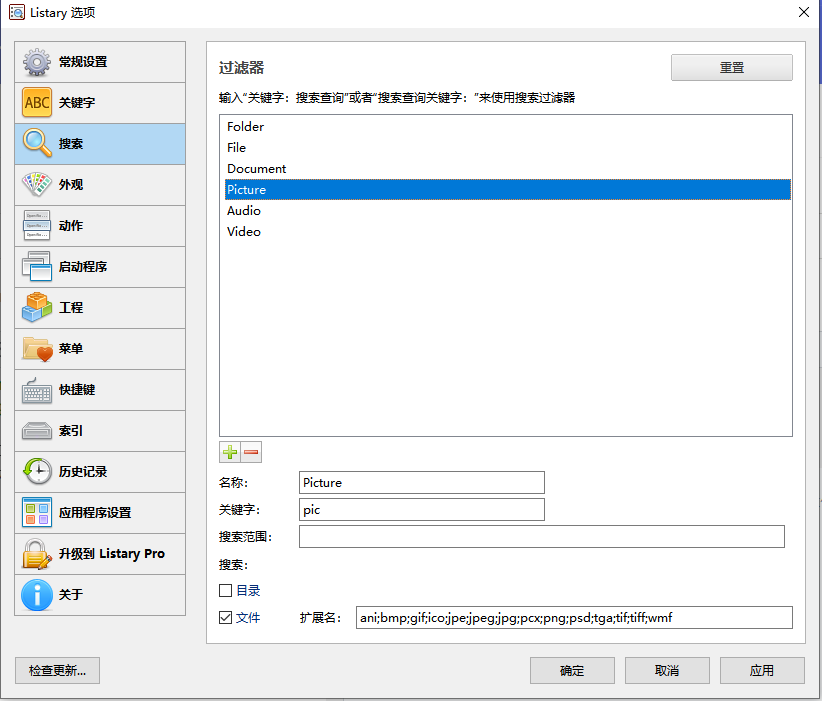 Listary 选项
常规设置
ABC
关键字
搜索
外观
动作
启动程序
工程
菜单
快捷键
索引
历史记录
应用程序设置
升级到 Listary Pro
关于
过滤器
重置
输入“关键字：搜索查询”或者“搜索查询关键字：”来使用搜索过滤器
Folder
File
Document
Picture
Audio
Video
名称： Picture
关键字： pic
搜索范围：
搜索：
目录
文件 扩展名： ani;bmp;gif;ico;jpe;jpeg;jpg;pcx;png;psd;tga;tif;tiff;wmf
检查更新... 确定 取消 应用